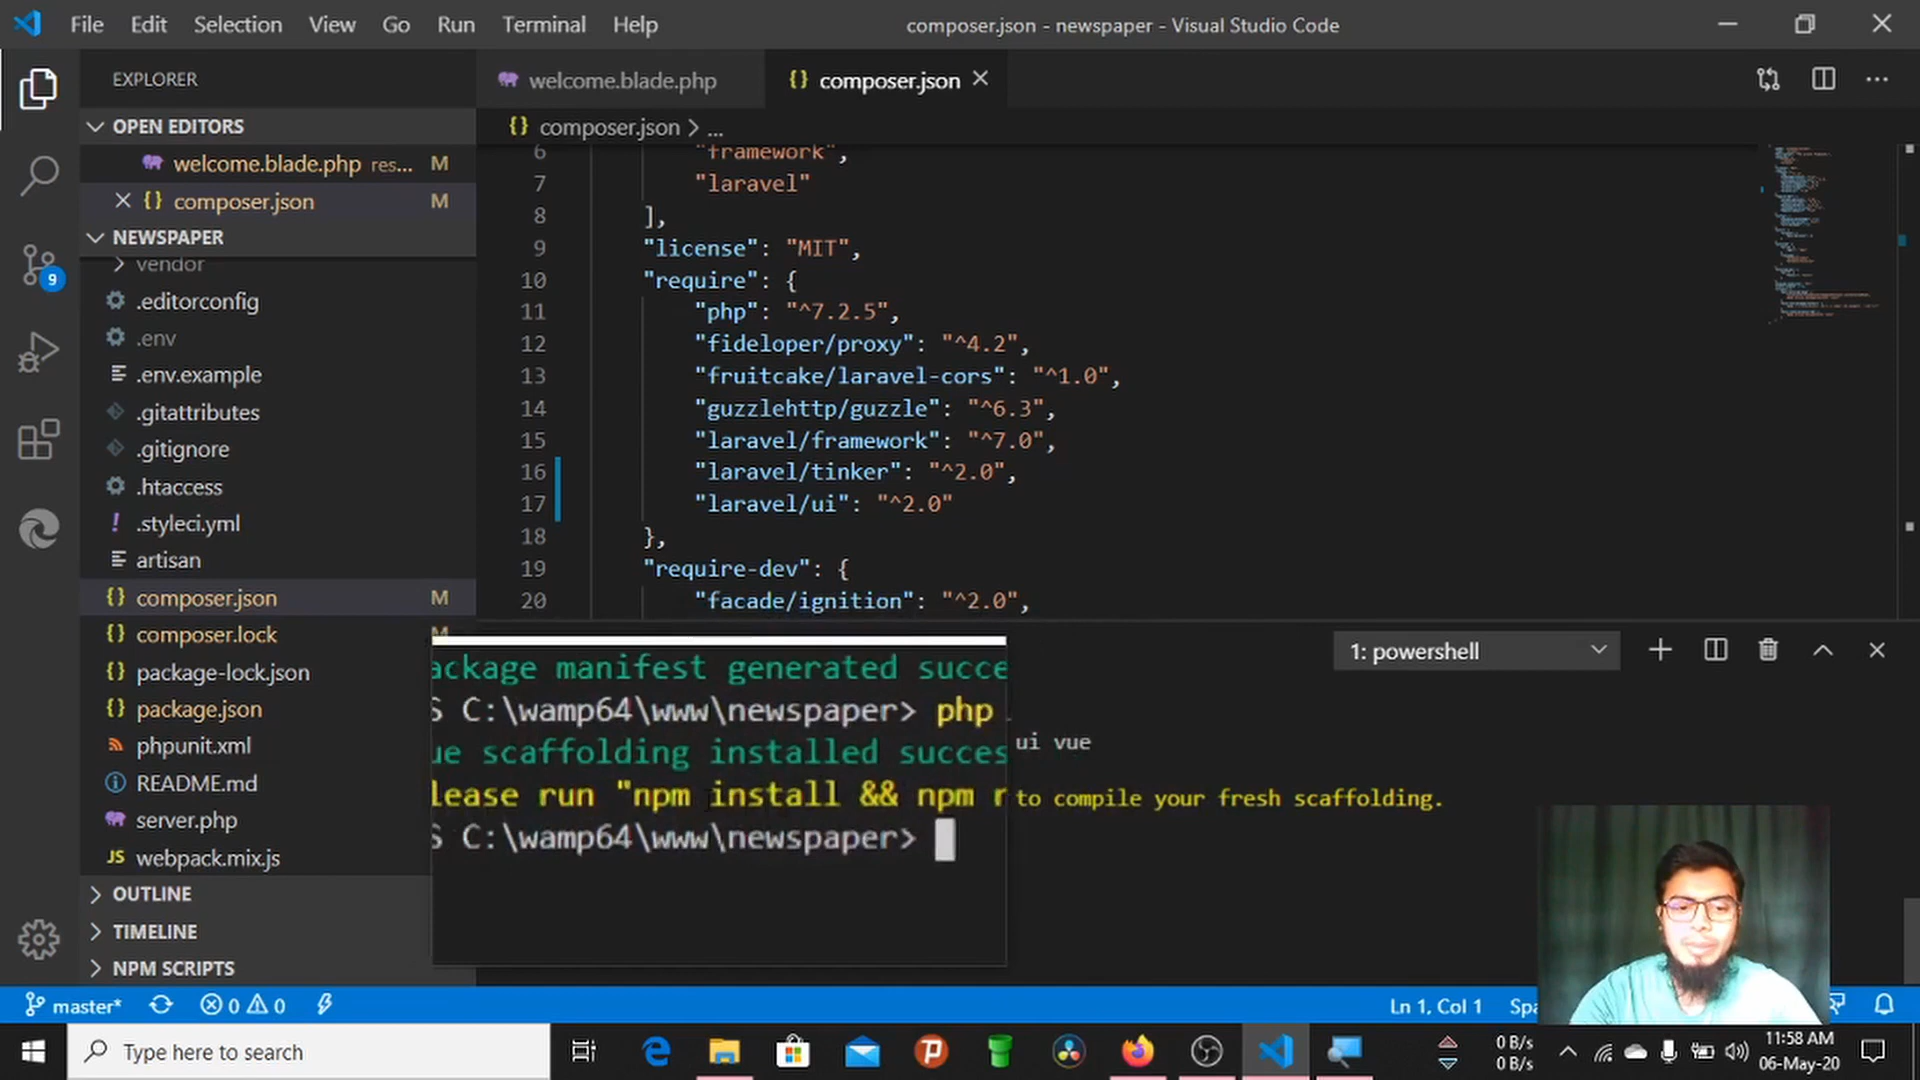 File Edit Selection View Go Run Terminal Help
composer.json - newspaper - Visual Studio Code
EXPLORER
OPEN EDITORS
welcome.blade.php res... M
composer.json M
NEWSPAPER
vendor
.editorconfig
.env
.env.example
.gitattributes
.gitignore
.htaccess
.styleci.yml
artisan
composer.json M
composer.lock
package-lock.json
package.json
phpunit.xml
README.md
server.php
webpack.mix.js
OUTLINE
TIMELINE
NPM SCRIPTS
9
welcome.blade.php
composer.json
composer.json > ...
6 "framework",
7 "laravel"
8 ],
9 "license": "MIT",
10 "require": {
11 "php": "^7.2.5",
12 "fideloper/proxy": "^4.2",
13 "fruitcake/laravel-cors": "^1.0",
14 "guzzlehttp/guzzle": "^6.3",
15 "laravel/framework": "^7.0",
16 "laravel/tinker": "^2.0",
17 "laravel/ui": "^2.0"
18 },
19 "require-dev": {
20 "facade/ignition": "^2.0",
1: powershell
ackage manifest generated succe
S C:\wamp64\www\newspaper> php
ui vue
ue scaffolding installed succes
lease run "npm install && npm r
to compile your fresh scaffolding.
S C:\wamp64\www\newspaper>
master* 0 0
Ln 1, Col 1 Spa
Type here to search
0 B/s
0 B/s
11:58 AM
06-May-20